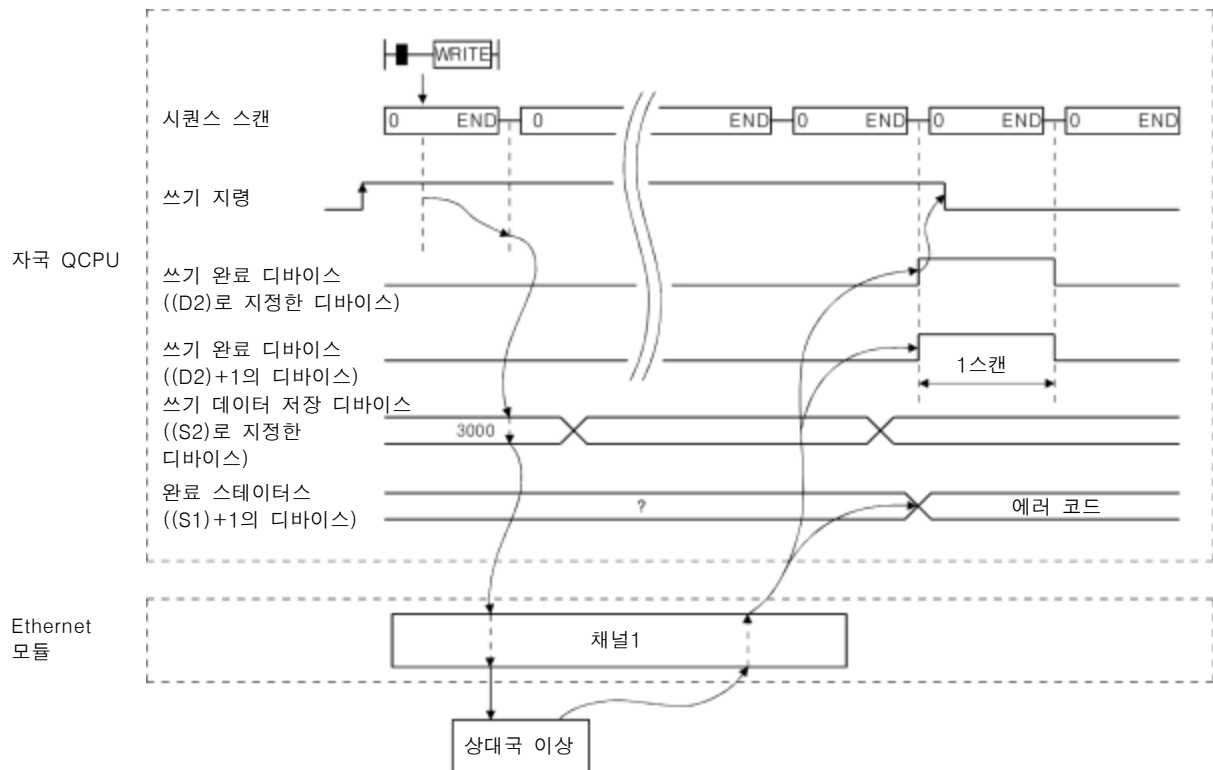 WRITE
시퀀스 스캔
0 END 0 END 0 END 0 END 0 END
쓰기 지령
자국 QCPU
쓰기 완료 디바이스
((D2)로 지정한 디바이스)
쓰기 완료 디바이스
((D2)+1의 디바이스)
1스캔
쓰기 데이터 저장 디바이스
((S2)로 지정한
디바이스)
3000
완료 스테이터스
((S1)+1의 디바이스)
?
에러 코드
Ethernet
모듈
채널1
상대국 이상